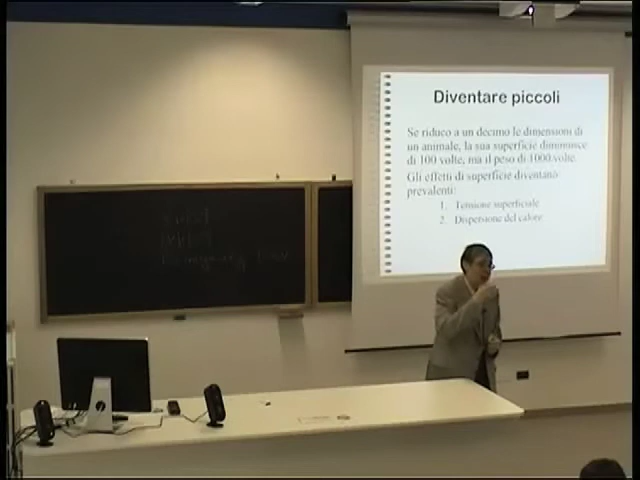 Diventare piccoli
Se riduco a un decimo le dimensioni di
un animale, la sua superficie diminuisce
di 100 volte, ma il peso di 1000 volte.
Gli effetti di superficie diventano
prevalenti:
1. Tensione superficiale
2. Dispersione del calore